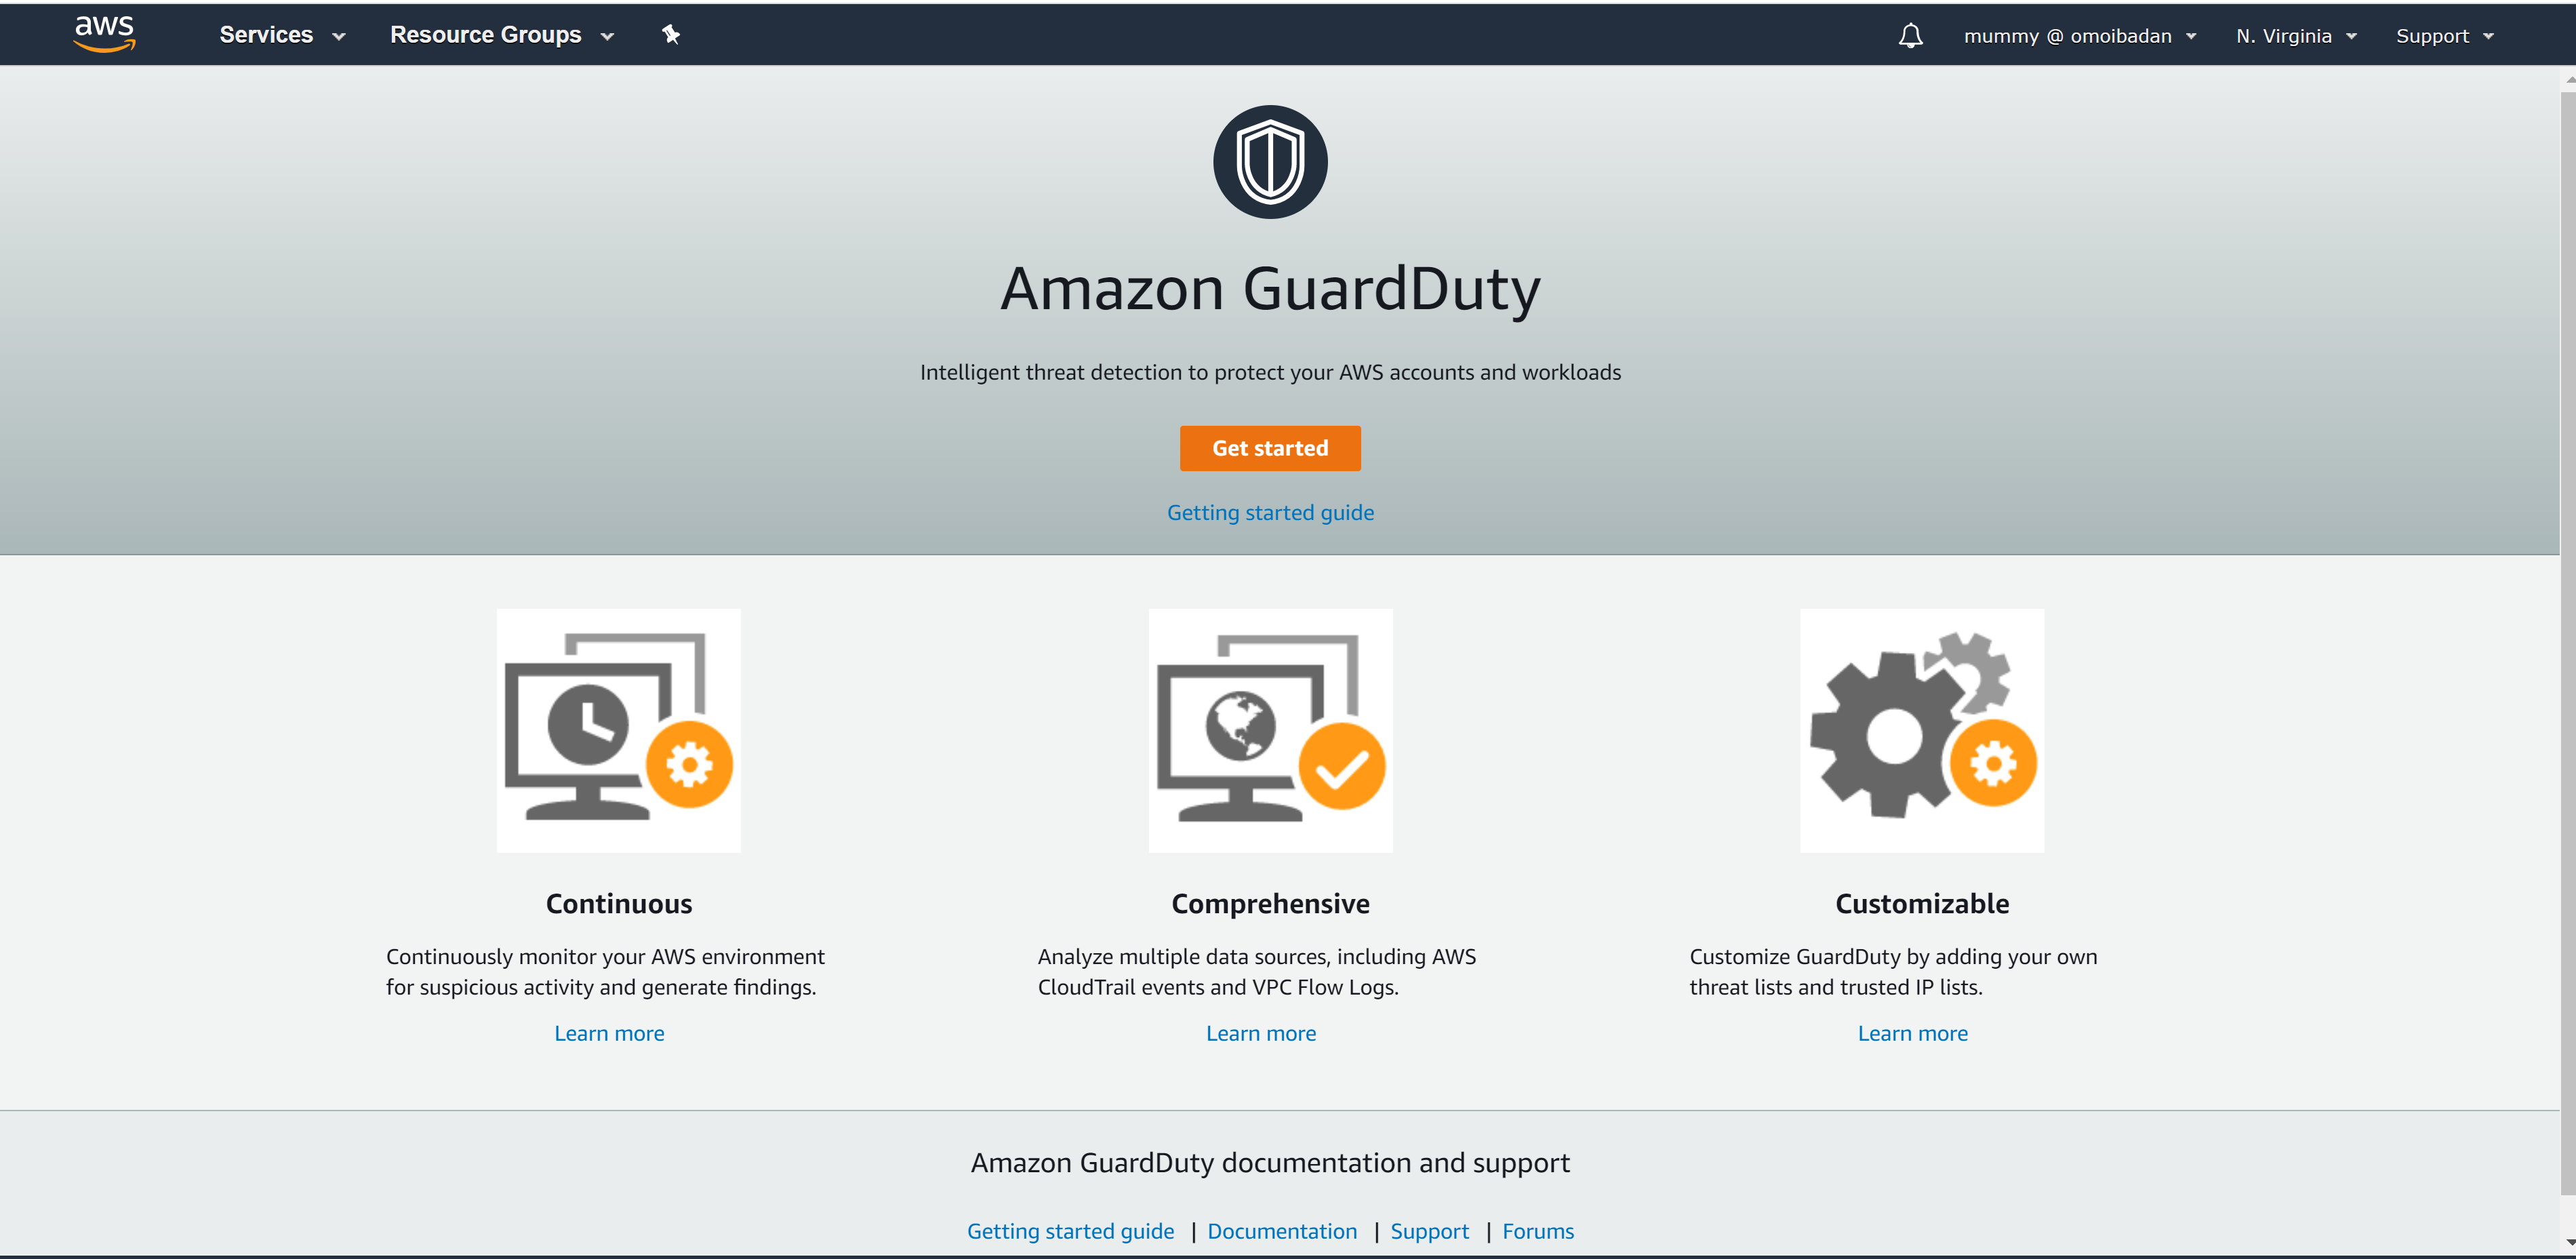 aws Services Resource Groups mummy @ omoibadan N. Virginia Support
Amazon GuardDuty
Intelligent threat detection to protect your AWS accounts and workloads
Get started
Getting started guide
Continuous
Continuously monitor your AWS environment
for suspicious activity and generate findings.
Learn more
Comprehensive
Analyze multiple data sources, including AWS
CloudTrail events and VPC Flow Logs.
Learn more
Customizable
Customize GuardDuty by adding your own
threat lists and trusted IP lists.
Learn more
Amazon GuardDuty documentation and support
Getting started guide | Documentation | Support | Forums